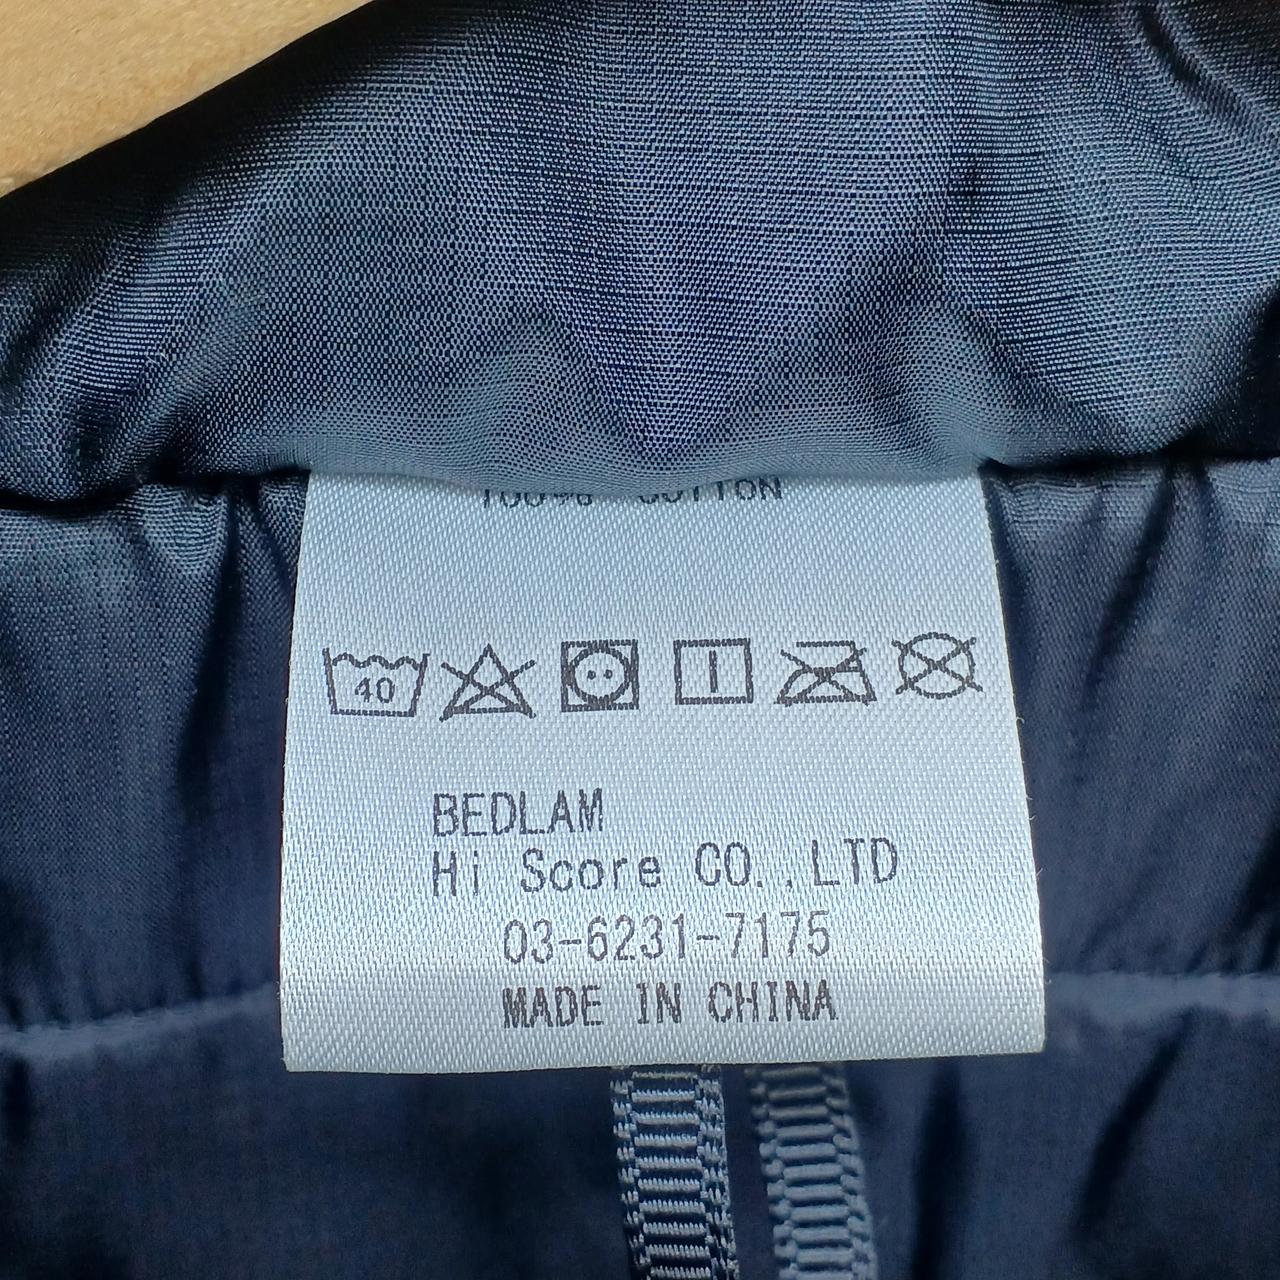 100% COTTON
40
BEDLAM
Hi Score CO.,LTD
03-6231-7175
MADE IN CHINA